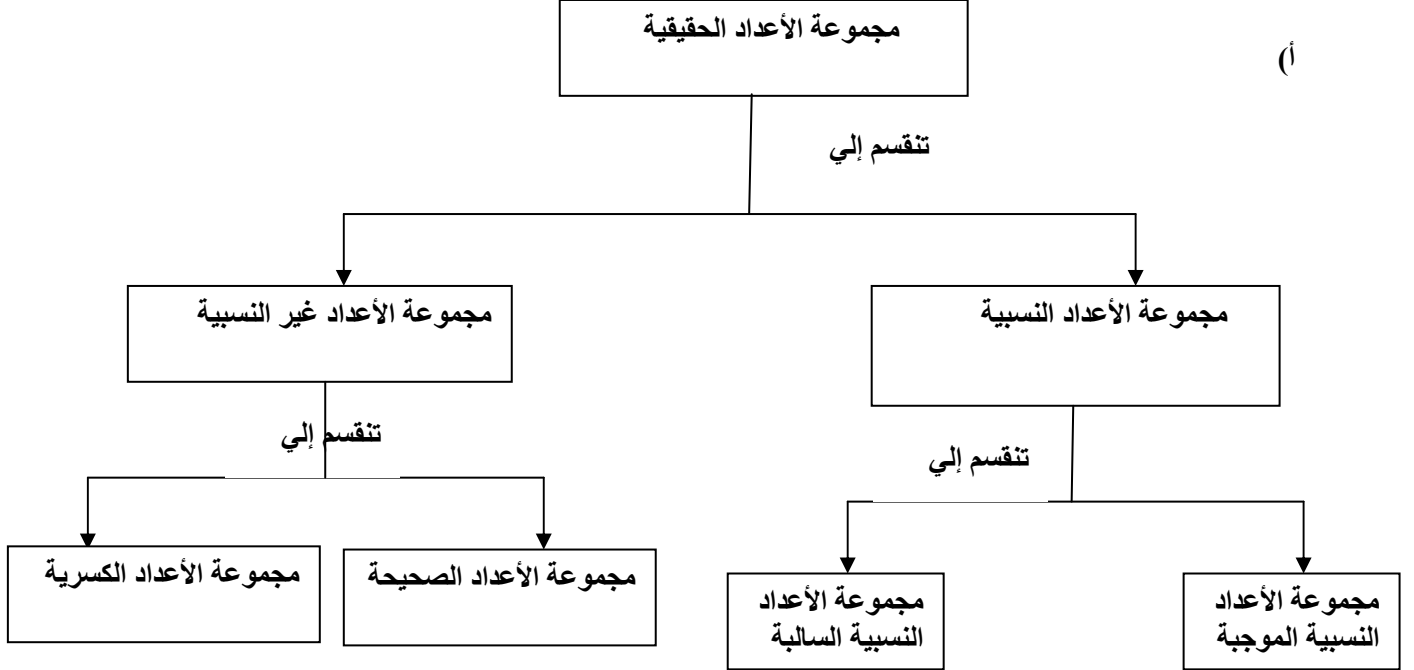 مجموعة الأعداد الحقيقية
أ)
تنقسم إلي
مجموعة الأعداد النسبية
مجموعة الأعداد غير النسبية
تنقسم إلي
تنقسم إلي
مجموعة الأعداد
النسبية الموجبة
مجموعة الأعداد
النسبية السالبة
مجموعة الأعداد الصحيحة
مجموعة الأعداد الكسرية